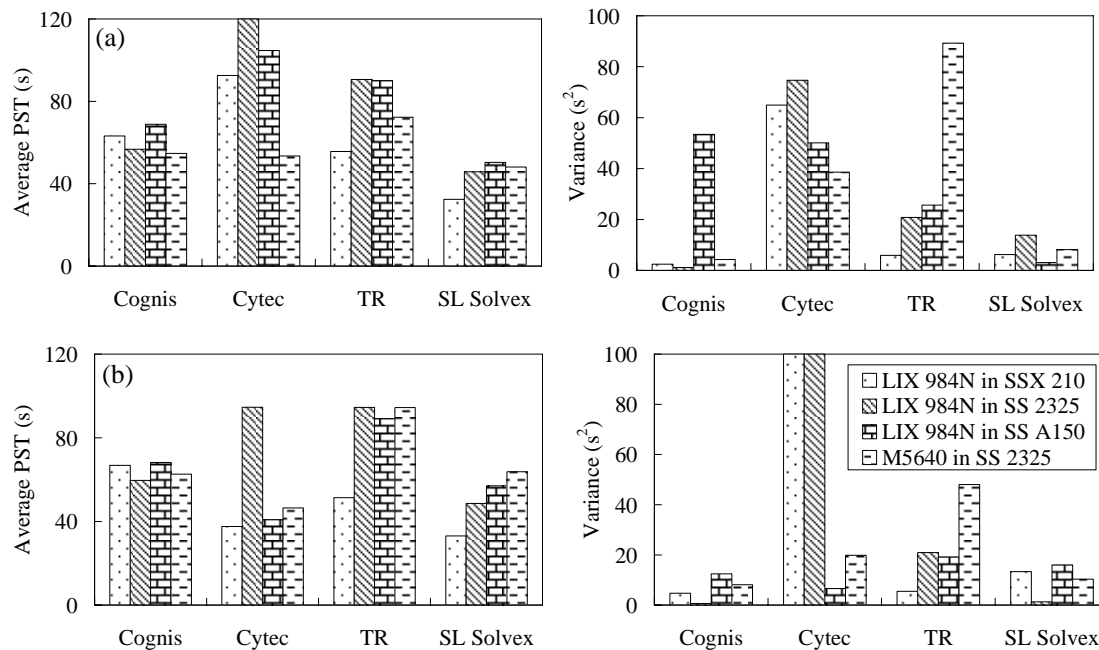 (a)
Average PST (s)
120
80
40
0
Cognis Cytec TR SL Solvex
Variance (s²)
100
80
60
40
20
0
Cognis Cytec TR SL Solvex
(b)
Average PST (s)
120
80
40
0
Cognis Cytec TR SL Solvex
Variance (s²)
100
80
60
40
20
0
LIX 984N in SSX 210
LIX 984N in SS 2325
LIX 984N in SS A150
M5640 in SS 2325
Cognis Cytec TR SL Solvex